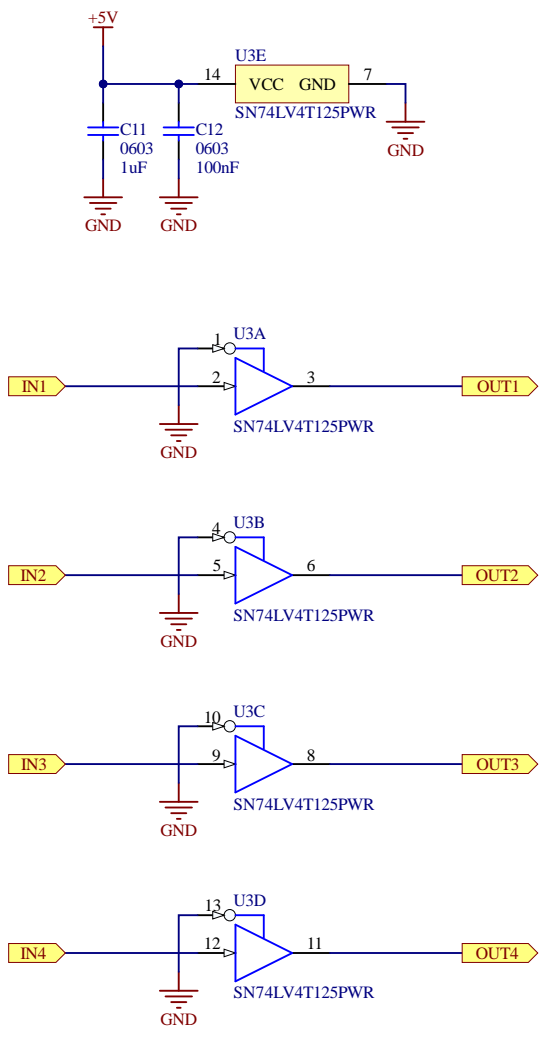 +5V
U3E
14
VCC GND
7
SN74LV4T125PWR
C11
0603
1uF
C12
0603
100nF
GND
GND
GND
U3A
1
IN1
2
3
OUT1
SN74LV4T125PWR
GND
U3B
4
IN2
5
6
OUT2
SN74LV4T125PWR
GND
U3C
10
IN3
9
8
OUT3
SN74LV4T125PWR
GND
U3D
13
IN4
12
11
OUT4
SN74LV4T125PWR
GND